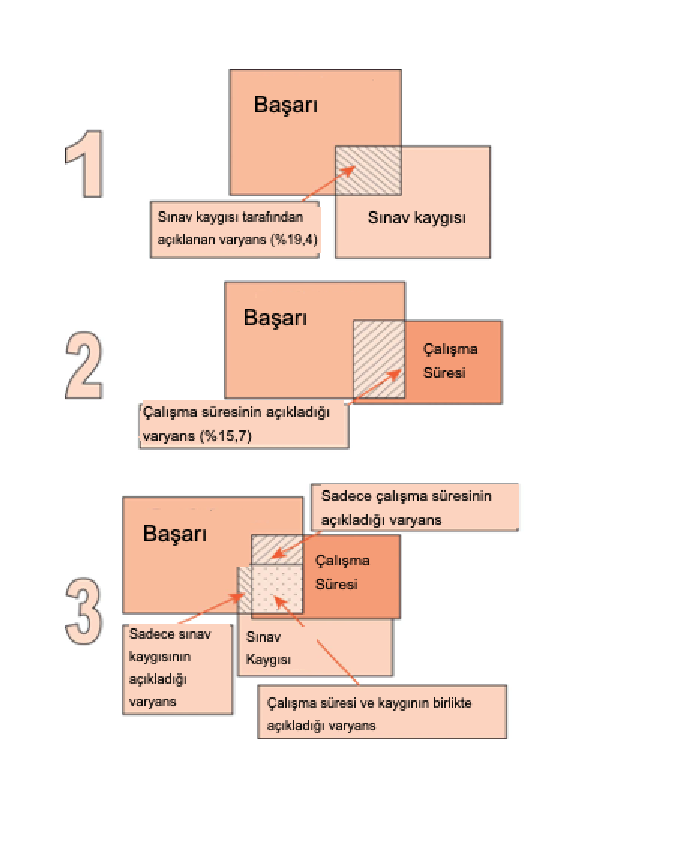 1
Başarı
Sınav kaygısı tarafından
açıklanan varyans (%19,4)
Sınav kaygısı
2
Başarı
Çalışma
Süresi
Çalışma süresinin açıkladığı
varyans (%15,7)
3
Sadece çalışma süresinin
açıkladığı varyans
Başarı
Çalışma
Süresi
Sadece sınav
kaygısının
açıkladığı
varyans
Sınav
Kaygısı
Çalışma süresi ve kaygının birlikte
açıkladığı varyans